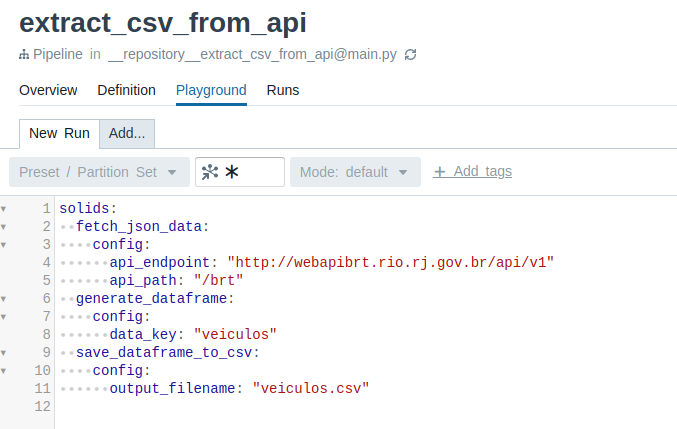 extract_csv_from_api
Pipeline in __repository__extract_csv_from_api@main.py
Overview Definition Playground Runs
New Run Add...
Preset / Partition Set * Mode: default + Add tags
1 solids:
2 fetch_json_data:
3 config:
4 api_endpoint: "http://webapibrt.rio.rj.gov.br/api/v1"
5 api_path: "/brt"
6 generate_dataframe:
7 config:
8 data_key: "veiculos"
9 save_dataframe_to_csv:
10 config:
11 output_filename: "veiculos.csv"
12